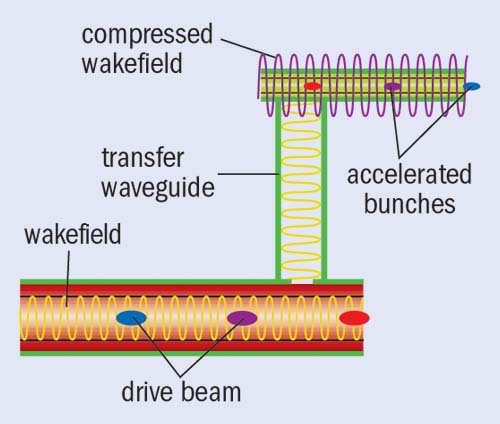 compressed
wakefield
transfer
waveguide
accelerated
bunches
wakefield
drive beam